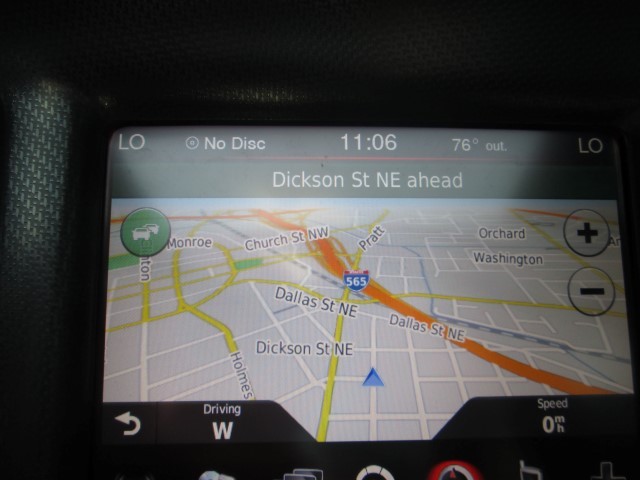 LO No Disc 11:06 76° out. LO
Dickson St NE ahead
Monroe Church St NW Pratt Orchard
Washington
565
Dallas St NE
Dallas St NE
Dickson St NE
Holmes
Driving Speed
W 0 mh